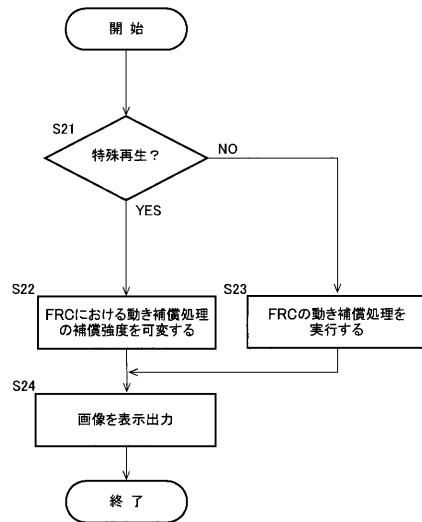 開 始
S21
特殊再生？
NO
YES
S22
FRCにおける動き補償処理
の補償強度を可変する
S23
FRCの動き補償処理を
実行する
S24
画像を表示出力
終 了